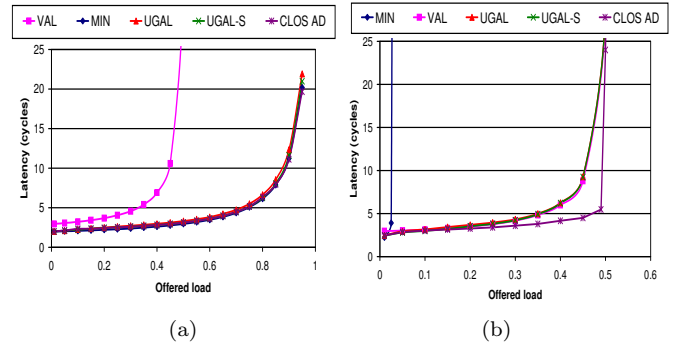 VAL MIN UGAL UGAL-S CLOS AD
25
20
15
10
5
0
Latency (cycles)
0 0.2 0.4 0.6 0.8 1
Offered load
(a)
MIN VAL UGAL UGAL-S CLOS AD
25
20
15
10
5
0
Latency (cycles)
0 0.1 0.2 0.3 0.4 0.5 0.6
Offered load
(b)